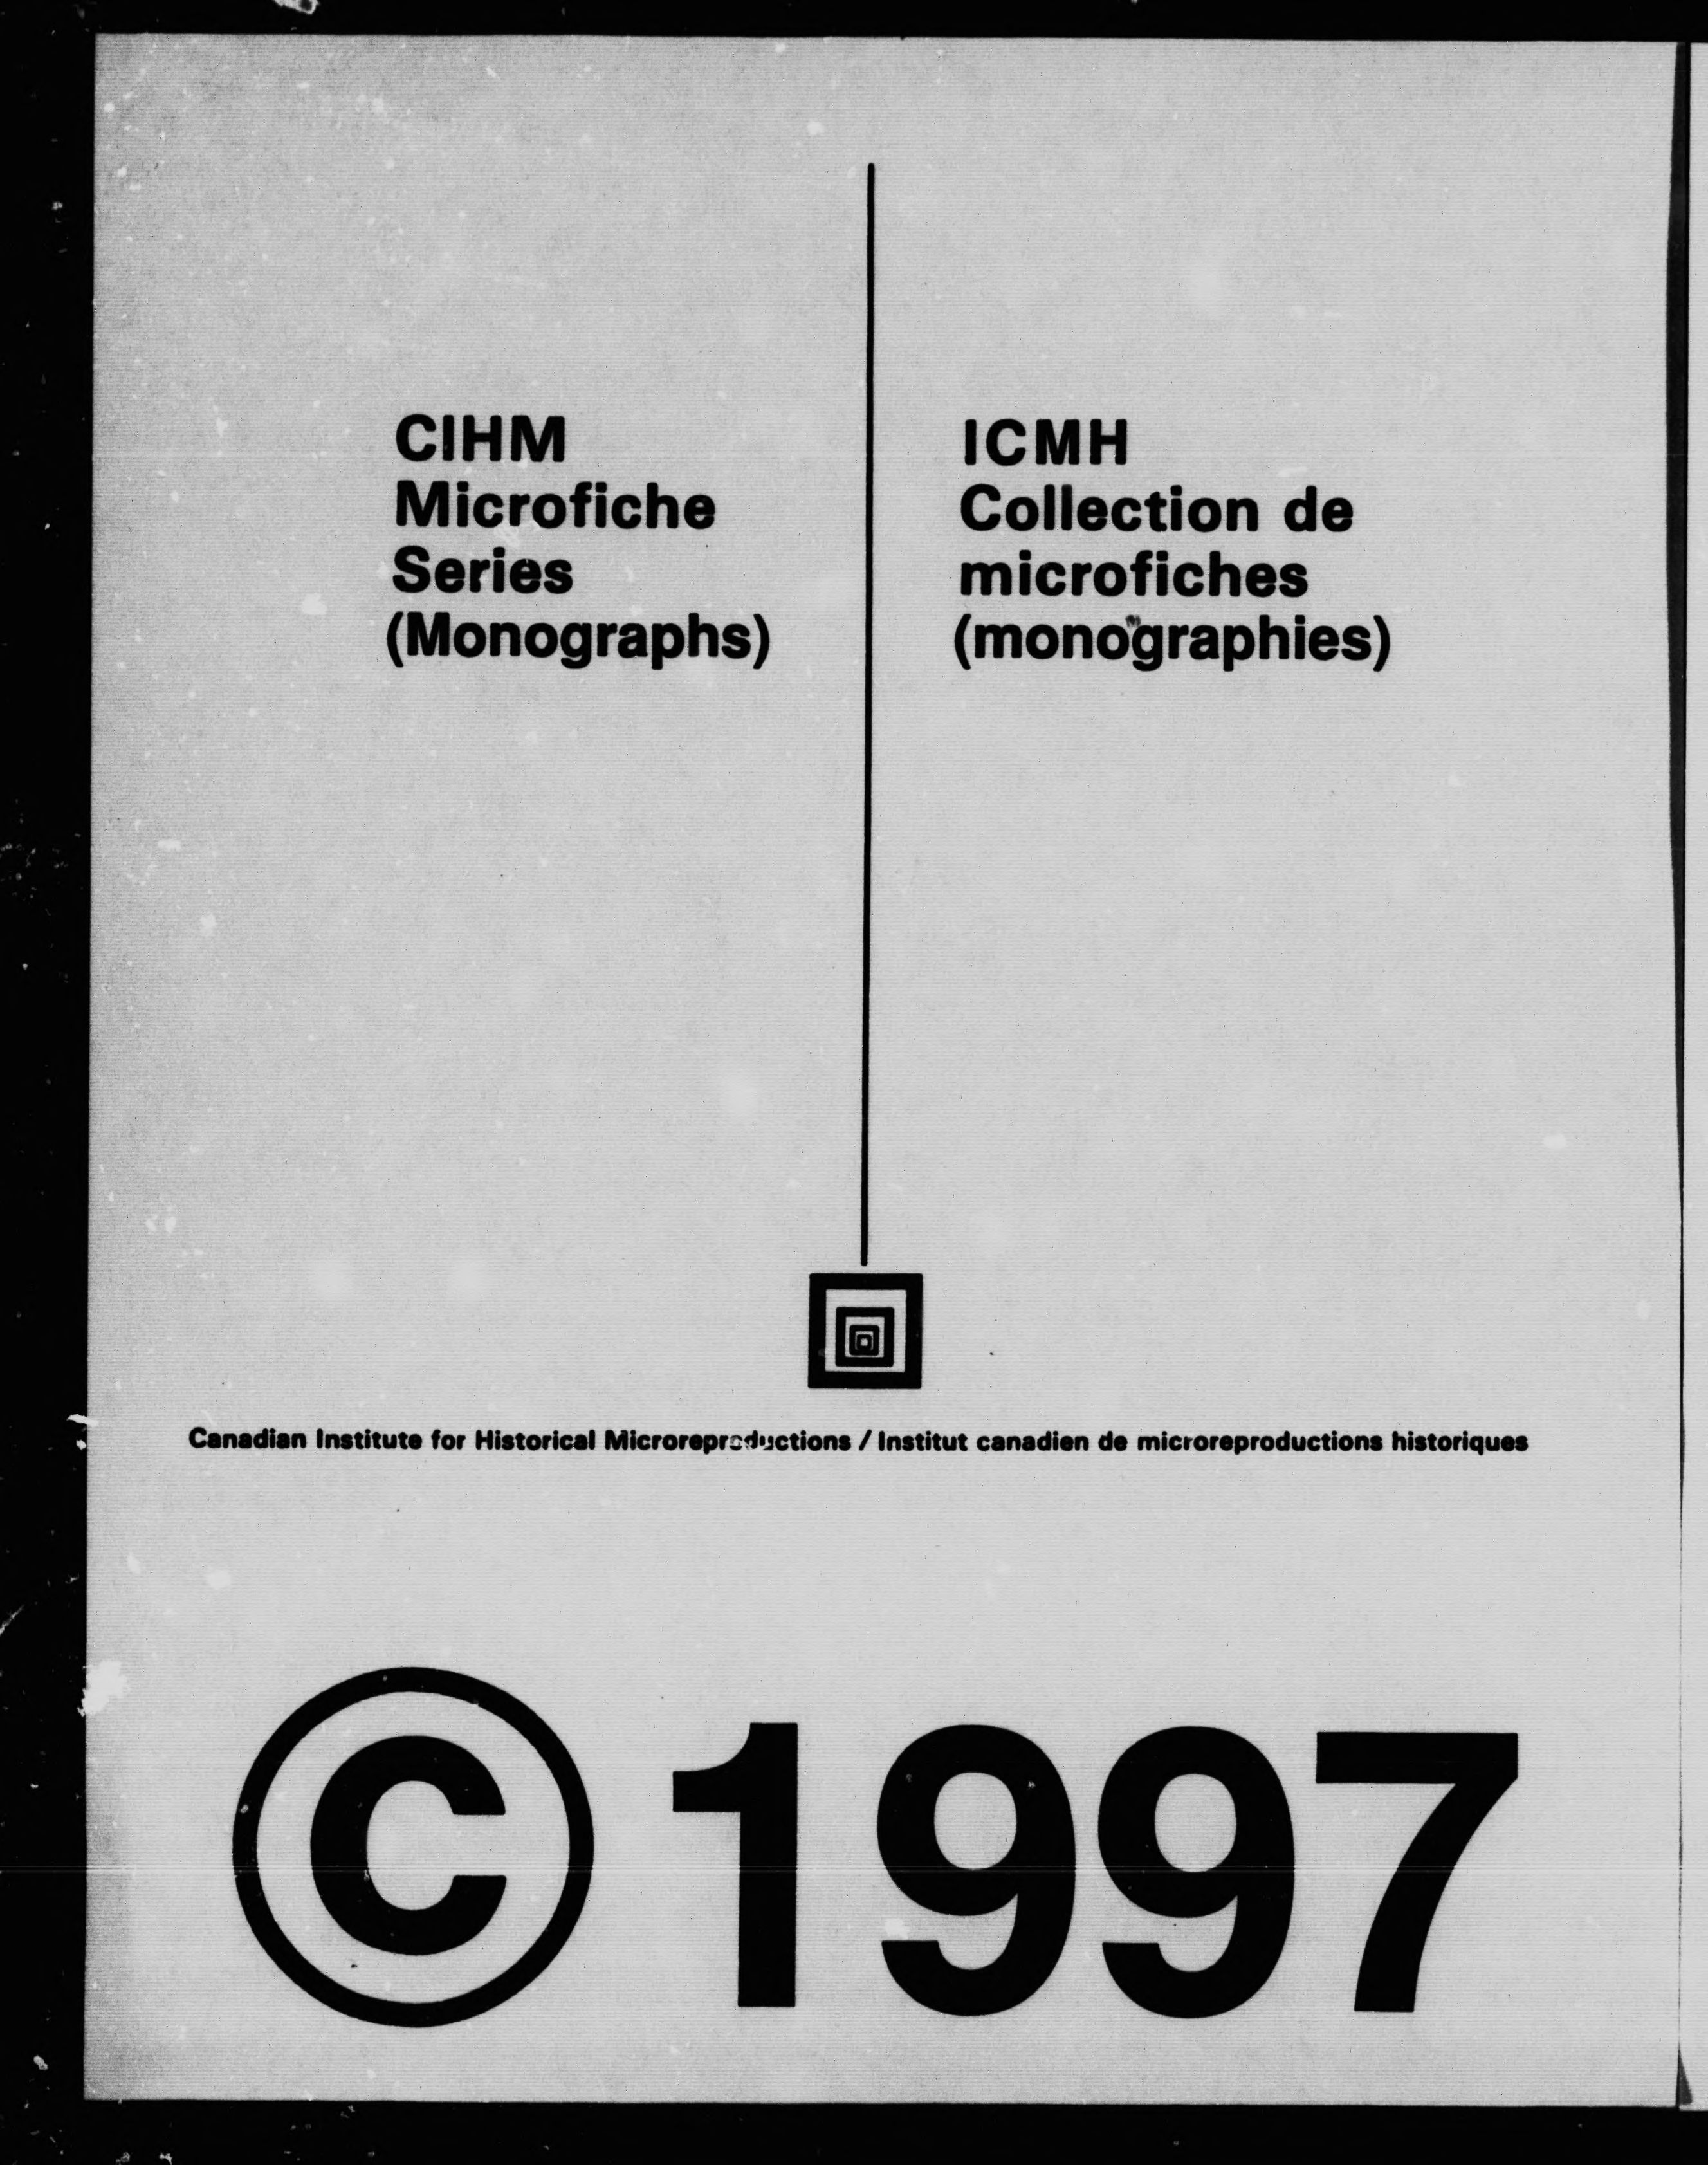 CIHM
Microfiche
Series
(Monographs)
ICMH
Collection de
microfiches
(monographies)
Canadian Institute for Historical Microreproductions / Institut canadien de microreproductions historiques
© 1997